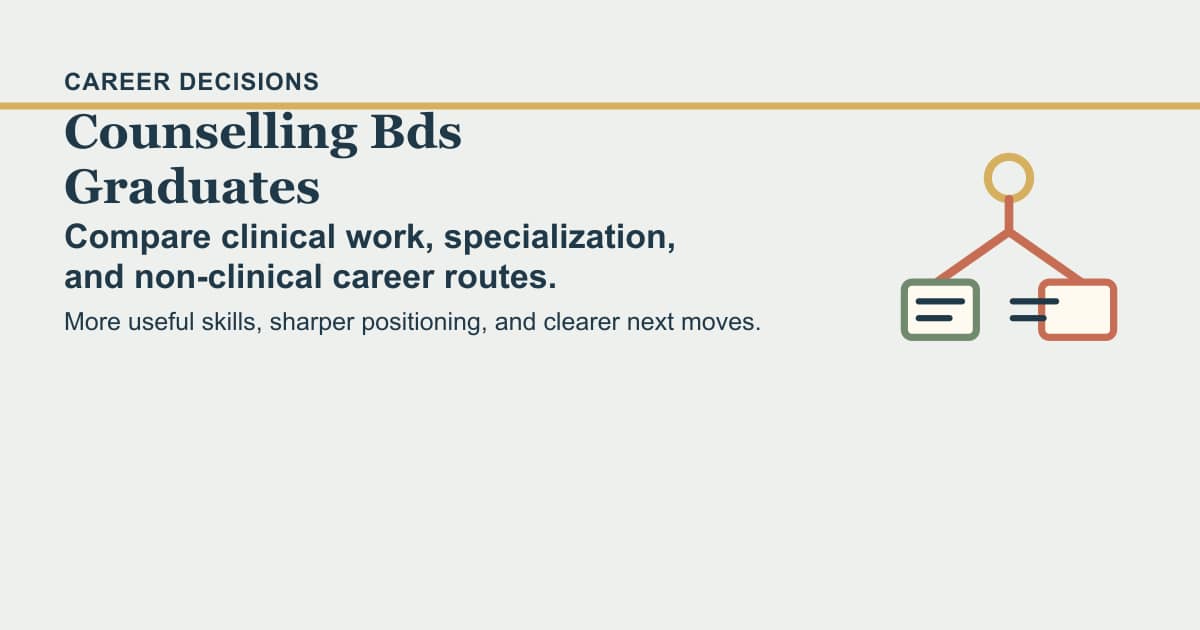 CAREER DECISIONS
Counselling Bds
Graduates
Compare clinical work, specialization,
and non-clinical career routes.
More useful skills, sharper positioning, and clearer next moves.